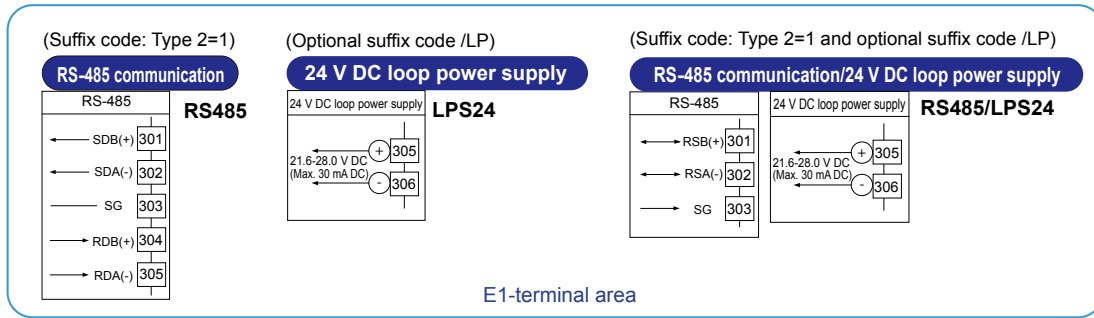 (Suffix code: Type 2=1)
RS-485 communication
RS-485
RS485
SDB(+) 301
SDA(-) 302
SG 303
RDB(+) 304
RDA(-) 305
(Optional suffix code /LP)
24 V DC loop power supply
24 V DC loop power supply
LPS24
+ 305
21.6-28.0 V DC
(Max. 30 mA DC)
- 306
(Suffix code: Type 2=1 and optional suffix code /LP)
RS-485 communication/24 V DC loop power supply
RS-485
RSB(+) 301
RSA(-) 302
SG 303
24 V DC loop power supply
RS485/LPS24
+ 305
21.6-28.0 V DC
(Max. 30 mA DC)
- 306
E1-terminal area